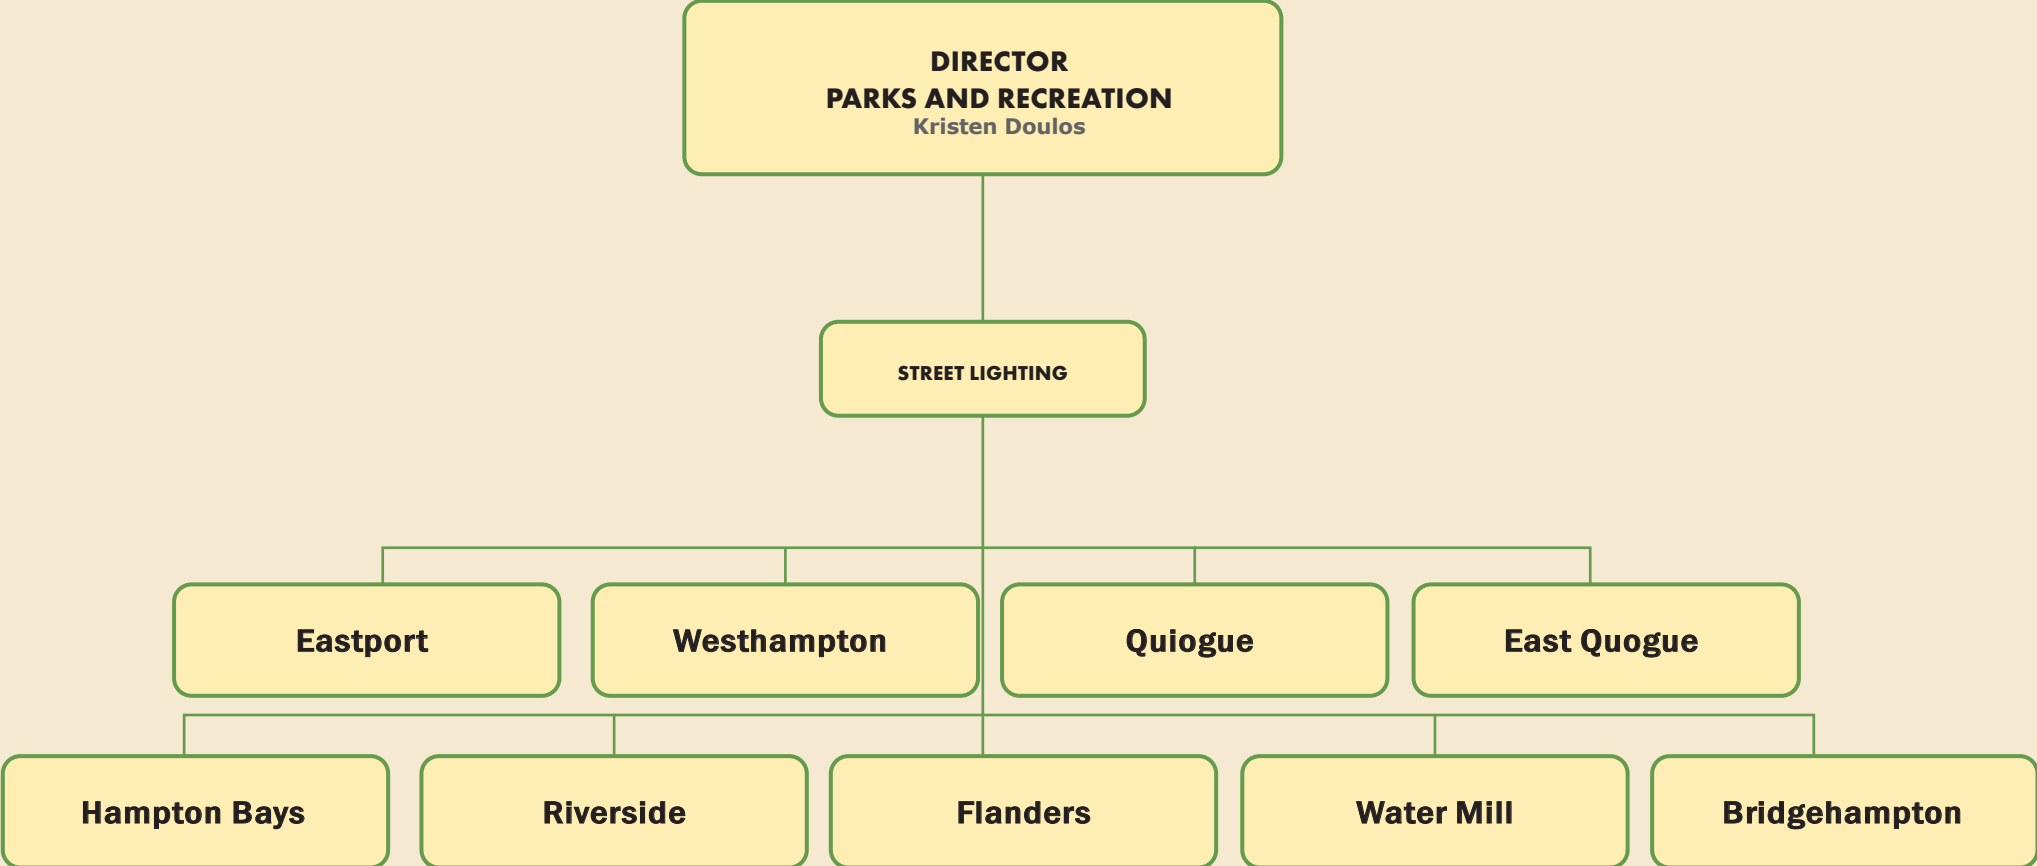 DIRECTOR
PARKS AND RECREATION
Kristen Doulos
STREET LIGHTING
Eastport
Westhampton
Quiogue
East Quogue
Hampton Bays
Riverside
Flanders
Water Mill
Bridgehampton